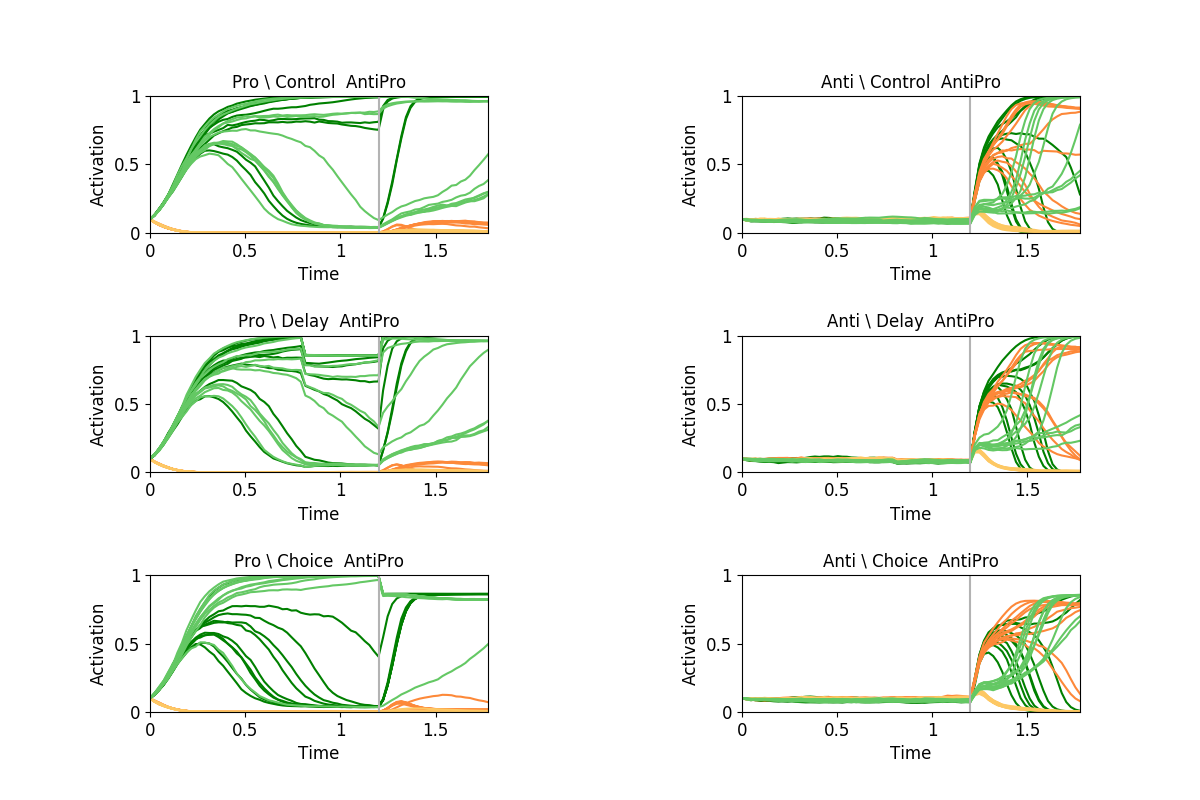 Pro \ Control  AntiPro
Activation
1
0.5
0
0
0.5
1
1.5
Time
Anti \ Control  AntiPro
Activation
1
0.5
0
0
0.5
1
1.5
Time
Pro \ Delay  AntiPro
Activation
1
0.5
0
0
0.5
1
1.5
Time
Anti \ Delay  AntiPro
Activation
1
0.5
0
0
0.5
1
1.5
Time
Pro \ Choice  AntiPro
Activation
1
0.5
0
0
0.5
1
1.5
Time
Anti \ Choice  AntiPro
Activation
1
0.5
0
0
0.5
1
1.5
Time